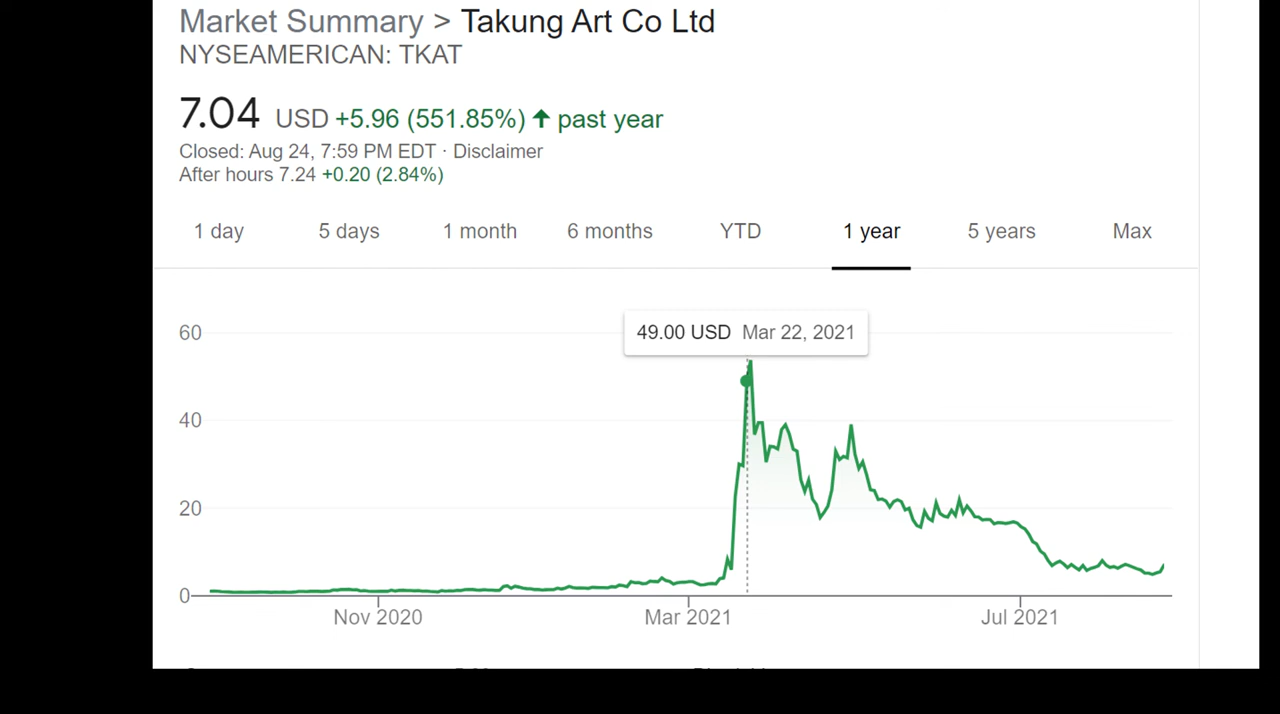 Market Summary > Takung Art Co Ltd
NYSEAMERICAN: TKAT
7.04 USD +5.96 (551.85%) ↑ past year
Closed: Aug 24, 7:59 PM EDT · Disclaimer
After hours 7.24 +0.20 (2.84%)
1 day 5 days 1 month 6 months YTD 1 year 5 years Max
49.00 USD Mar 22, 2021
60
40
20
0
Nov 2020 Mar 2021 Jul 2021